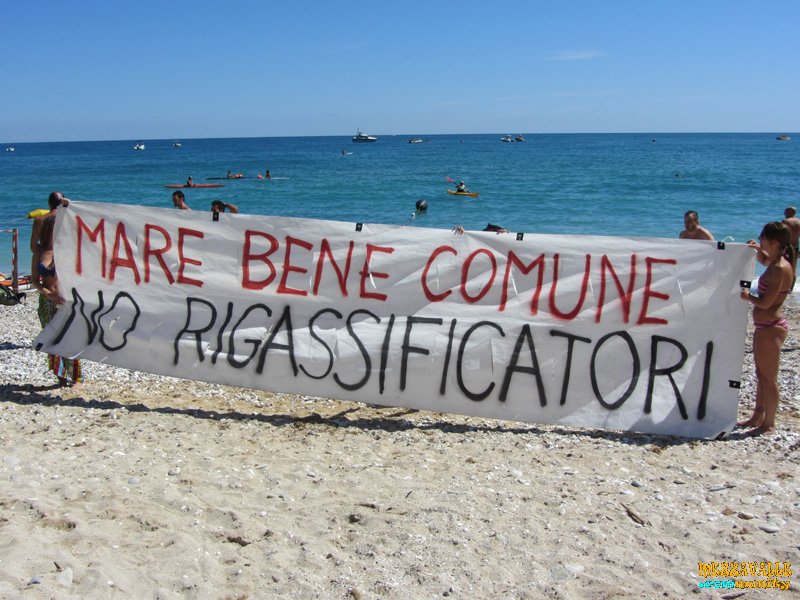 MARE BENE COMUNE
NO RIGASSIFICATORI